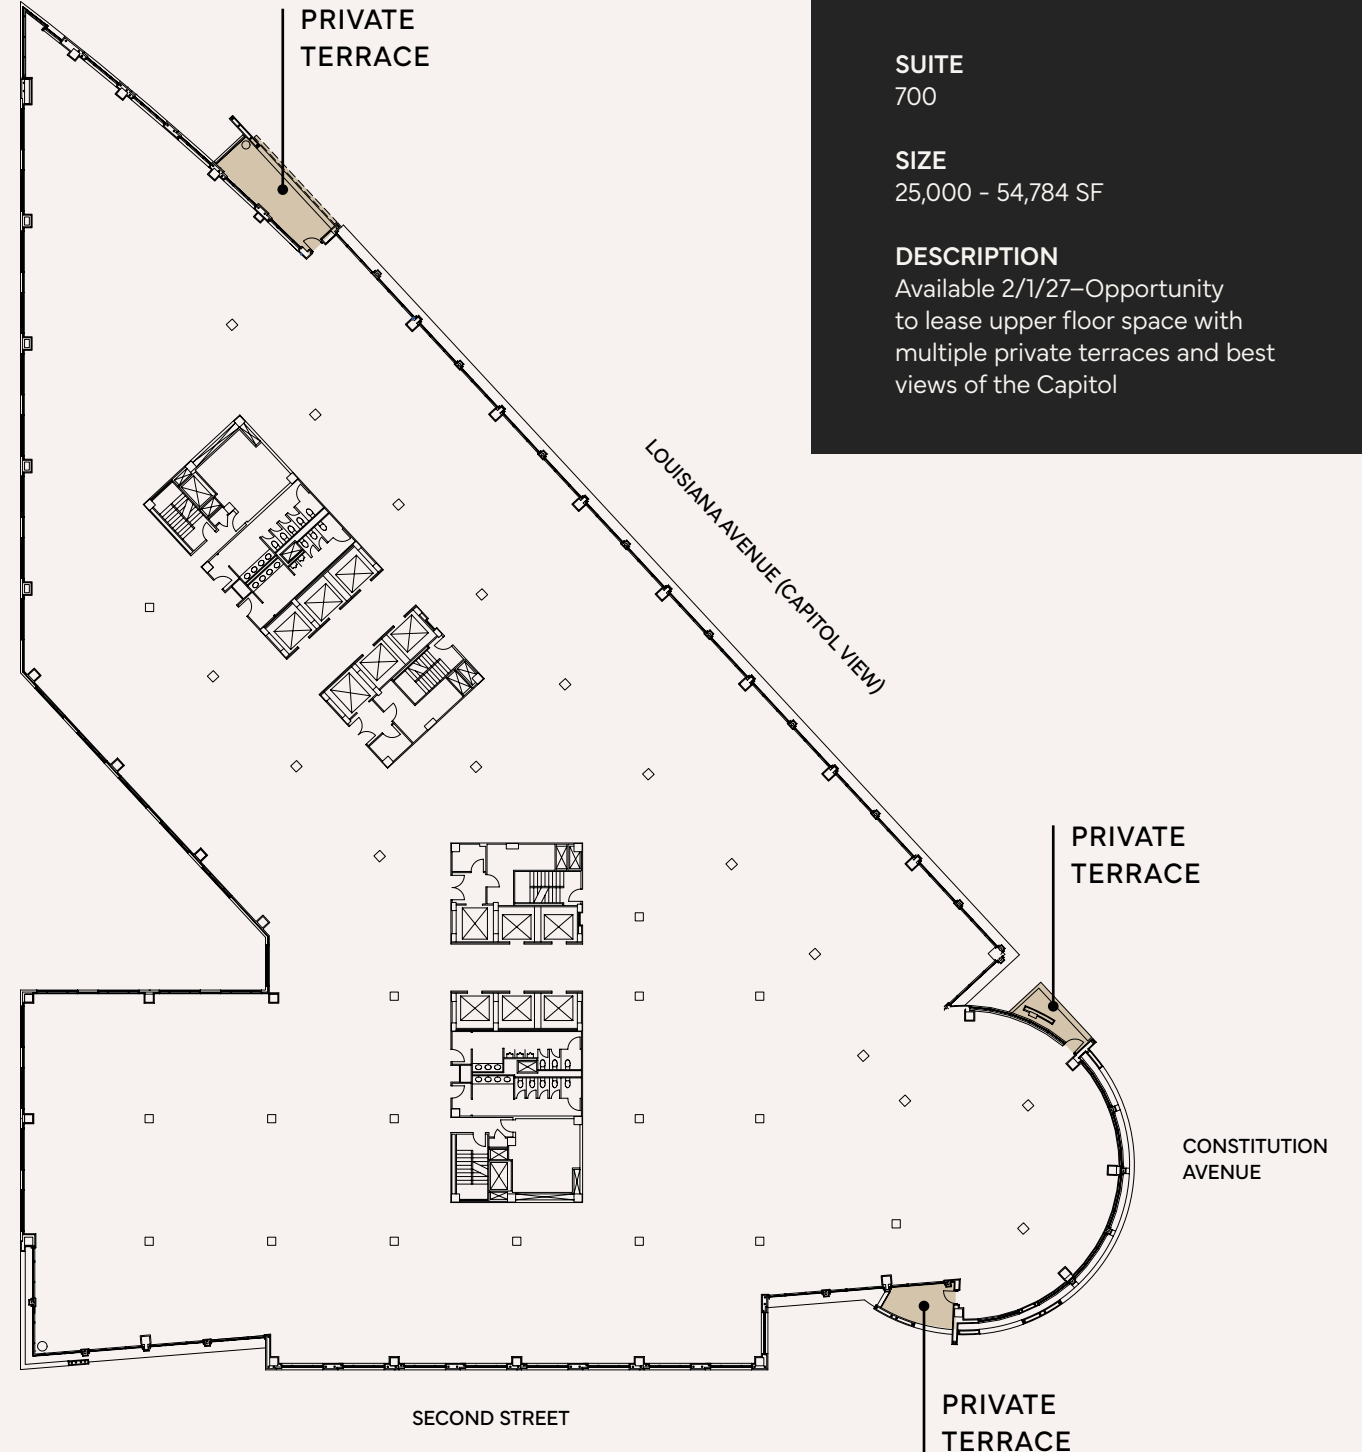 PRIVATE
TERRACE
SUITE
700
SIZE
25,000 - 54,784 SF
DESCRIPTION
Available 2/1/27–Opportunity
to lease upper floor space with
multiple private terraces and best
views of the Capitol
LOUISIANA AVENUE (CAPITOL VIEW)
PRIVATE
TERRACE
CONSTITUTION
AVENUE
SECOND STREET
PRIVATE
TERRACE